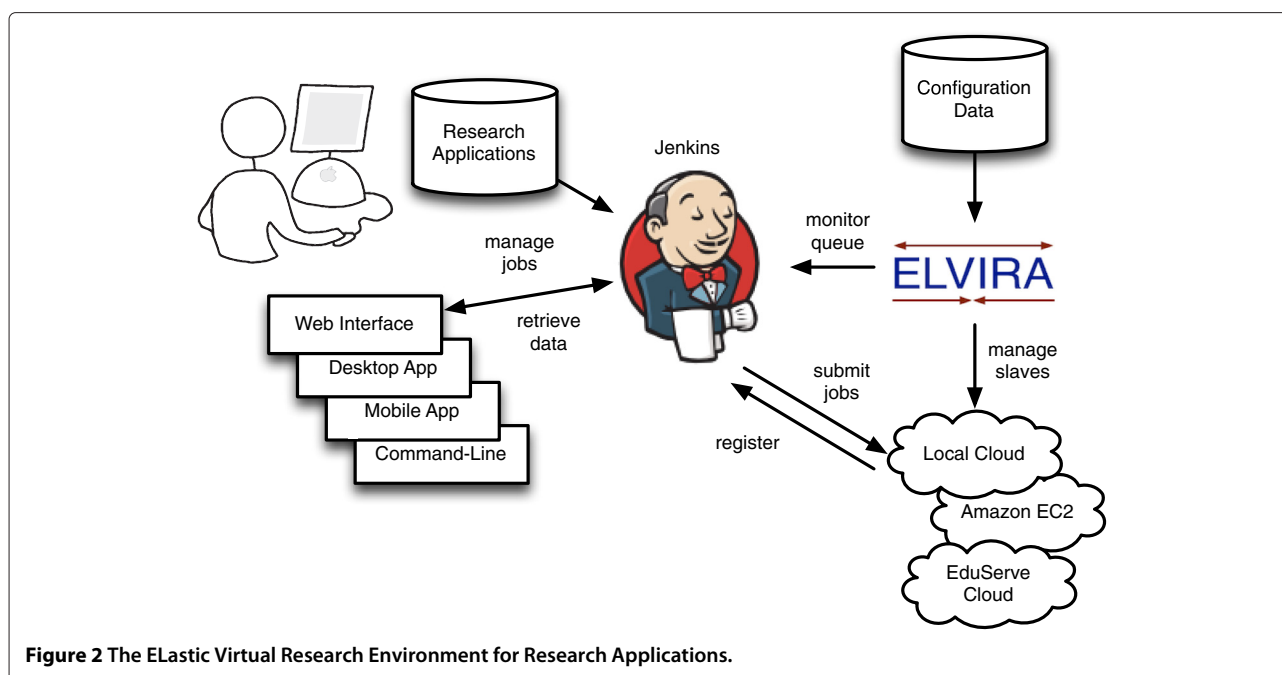 Configuration
Data
Research
Applications
Jenkins
monitor
queue
manage
jobs
ELVIRA
Web Interface
retrieve
data
Desktop App
manage
slaves
submit
jobs
Mobile App
register
Command-Line
Local Cloud
Amazon EC2
EduServe
Cloud
Figure 2 The ELastic Virtual Research Environment for Research Applications.